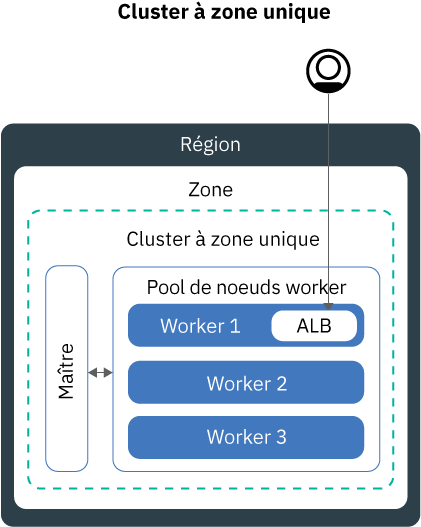 Cluster à zone unique
Région
Zone
Cluster à zone unique
Pool de noeuds worker
Worker 1
ALB
Maître
Worker 2
Worker 3